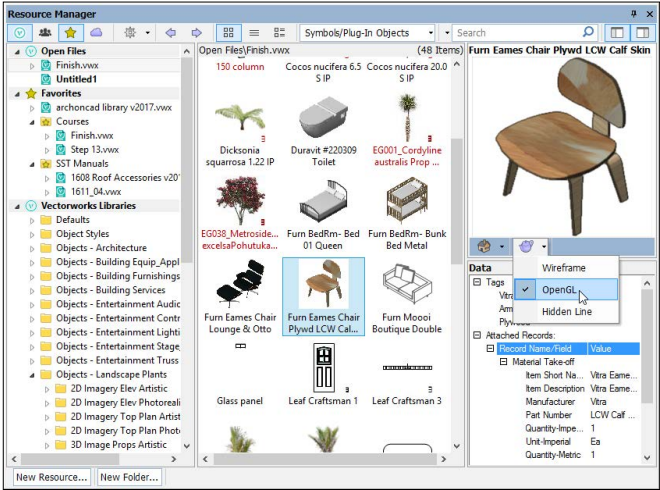 Resource Manager
Symbols/Plug-In Objects
Search
Open Files
Finish.vwx
Untitled1
Favorites
archoncad library v2017.vwx
Courses
Finish.vwx
Step 13.vwx
SST Manuals
1608 Roof Accessories v20
1611_04.vwx
Vectorworks Libraries
Defaults
Object Styles
Objects - Architecture
Objects - Building Equip_Appl
Objects - Building Furnishings
Objects - Building Services
Objects - Entertainment Audic
Objects - Entertainment Contr
Objects - Entertainment Lighti
Objects - Entertainment Stage
Objects - Entertainment Truss
Objects - Landscape Plants
2D Imagery Elev Artistic
2D Imagery Elev Photoreali
2D Imagery Top Plan Artist
2D Imagery Top Plan Phot
3D Image Props Artistic
New Resource...
New Folder...
Open Files\Finish.vwx
(48 Items)
150 column
Cocos nucifera 6.5
S IP
Cocos nucifera 20.0
S IP
Dicksonia
squarrosa 1.22 IP
Duravit #220309
Toilet
EG001_Cordyline
australis Prop ...
EG038_Metroside...
excelsaPohutuka...
Furn BedRm- Bed
01 Queen
Furn BedRm- Bunk
Bed Metal
Furn Eames Chair
Lounge & Otto
Furn Eames Chair
Plywd LCW Cal...
Furn Mooi
Boutique Double
Glass panel
Leaf Craftsman 1
Leaf Craftsman 3
Furn Eames Chair Plywd LCW Calf Skin
Wireframe
OpenGL
Hidden Line
Data
Tags
Vitra
Arm
Plywood
Attached Records:
Record Name/Field
Value
Material Take-off
Item Short Na...
Vitra Eame...
Item Description
Vitra Eame...
Manufacturer
Vitra
Part Number
LCW Calf ...
Quantity-Impe...
1
Unit-Imperial
Ea
Quantity-Metric
1